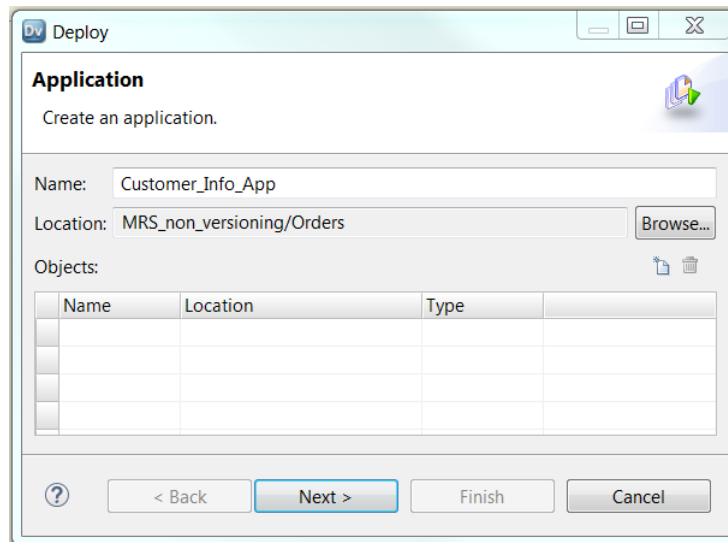 Dv Deploy
Application
Create an application.
Name: Customer_Info_App
Location: MRS_non_versioning/Orders Browse...
Objects:
Name Location Type
? < Back Next > Finish Cancel